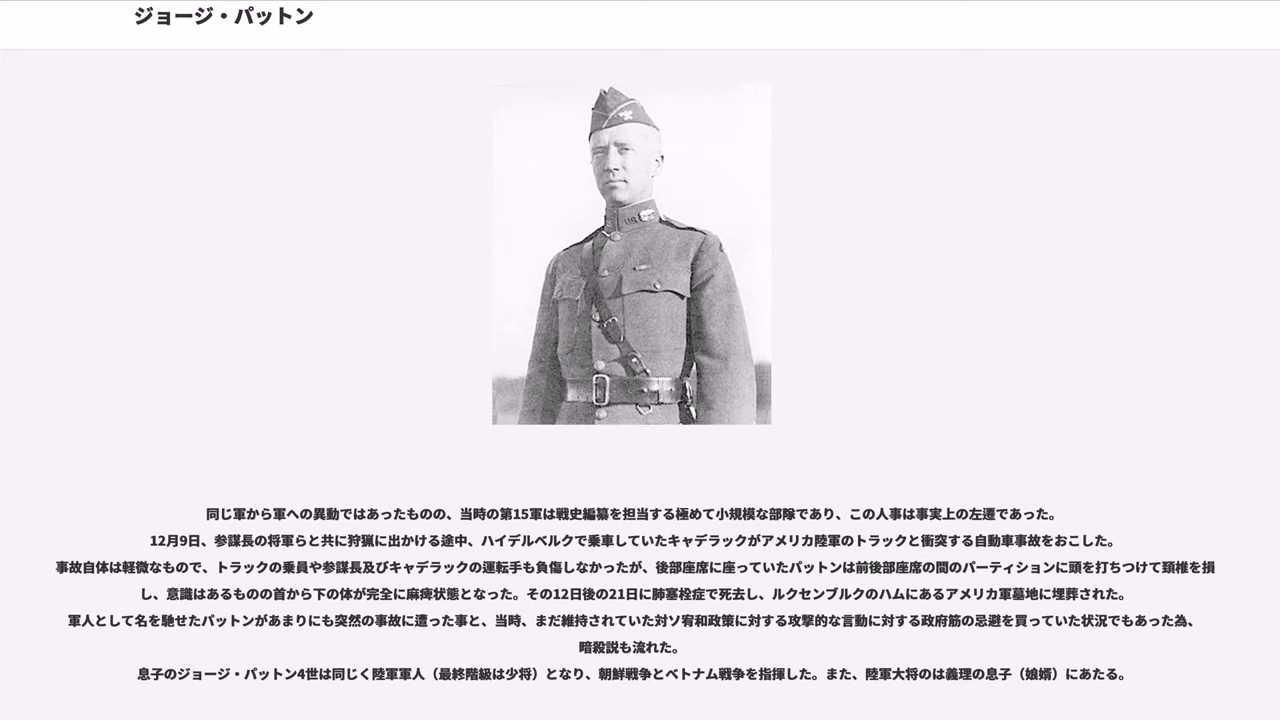 ジョージ・パットン
同じ軍から軍への異動ではあったものの、当時の第15軍は戦史編纂を担当する極めて小規模な部隊であり、この人事は事実上の左遷であった。
12月9日、参謀長の将軍らと共に狩猟に出かける途中、ハイデルベルクで乗車していたキャデラックがアメリカ陸軍のトラックと衝突する自動車事故をおこした。
事故自体は軽微なもので、トラックの乗員や参謀長及びキャデラックの運転手も負傷しなかったが、後部座席に座っていたパットンは前後部座席の間のパーティションに頭を打ちつけて頚椎を損
し、意識はあるものの首から下の体が完全に麻痺状態となった。その12日後の21日に肺塞栓症で死去し、ルクセンブルクのハムにあるアメリカ軍墓地に埋葬された。
軍人として名を馳せたパットンがあまりにも突然の事故に遭った事と、当時、まだ維持されていた対ソ宥和政策に対する攻撃的な言動に対する政府筋の忌避を買っていた状況でもあった為、
暗殺説も流れた。
息子のジョージ・パットン4世は同じく陸軍軍人（最終階級は少将）となり、朝鮮戦争とベトナム戦争を指揮した。また、陸軍大将のは義理の息子（娘婿）にあたる。